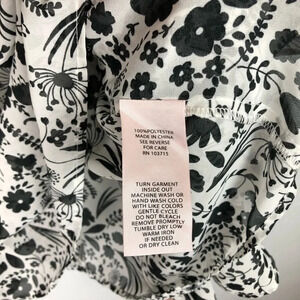 100%POLYESTER
MADE IN CHINA
SEE REVERSE
FOR CARE
RN 103715
TURN GARMENT
INSIDE OUT
MACHINE WASH OR
HAND WASH COLD
WITH LIKE COLORS
GENTLE CYCLE
DO NOT BLEACH
REMOVE PROMPTLY
TUMBLE DRY LOW
WARM IRON
IF NEEDED
OR DRY CLEAN